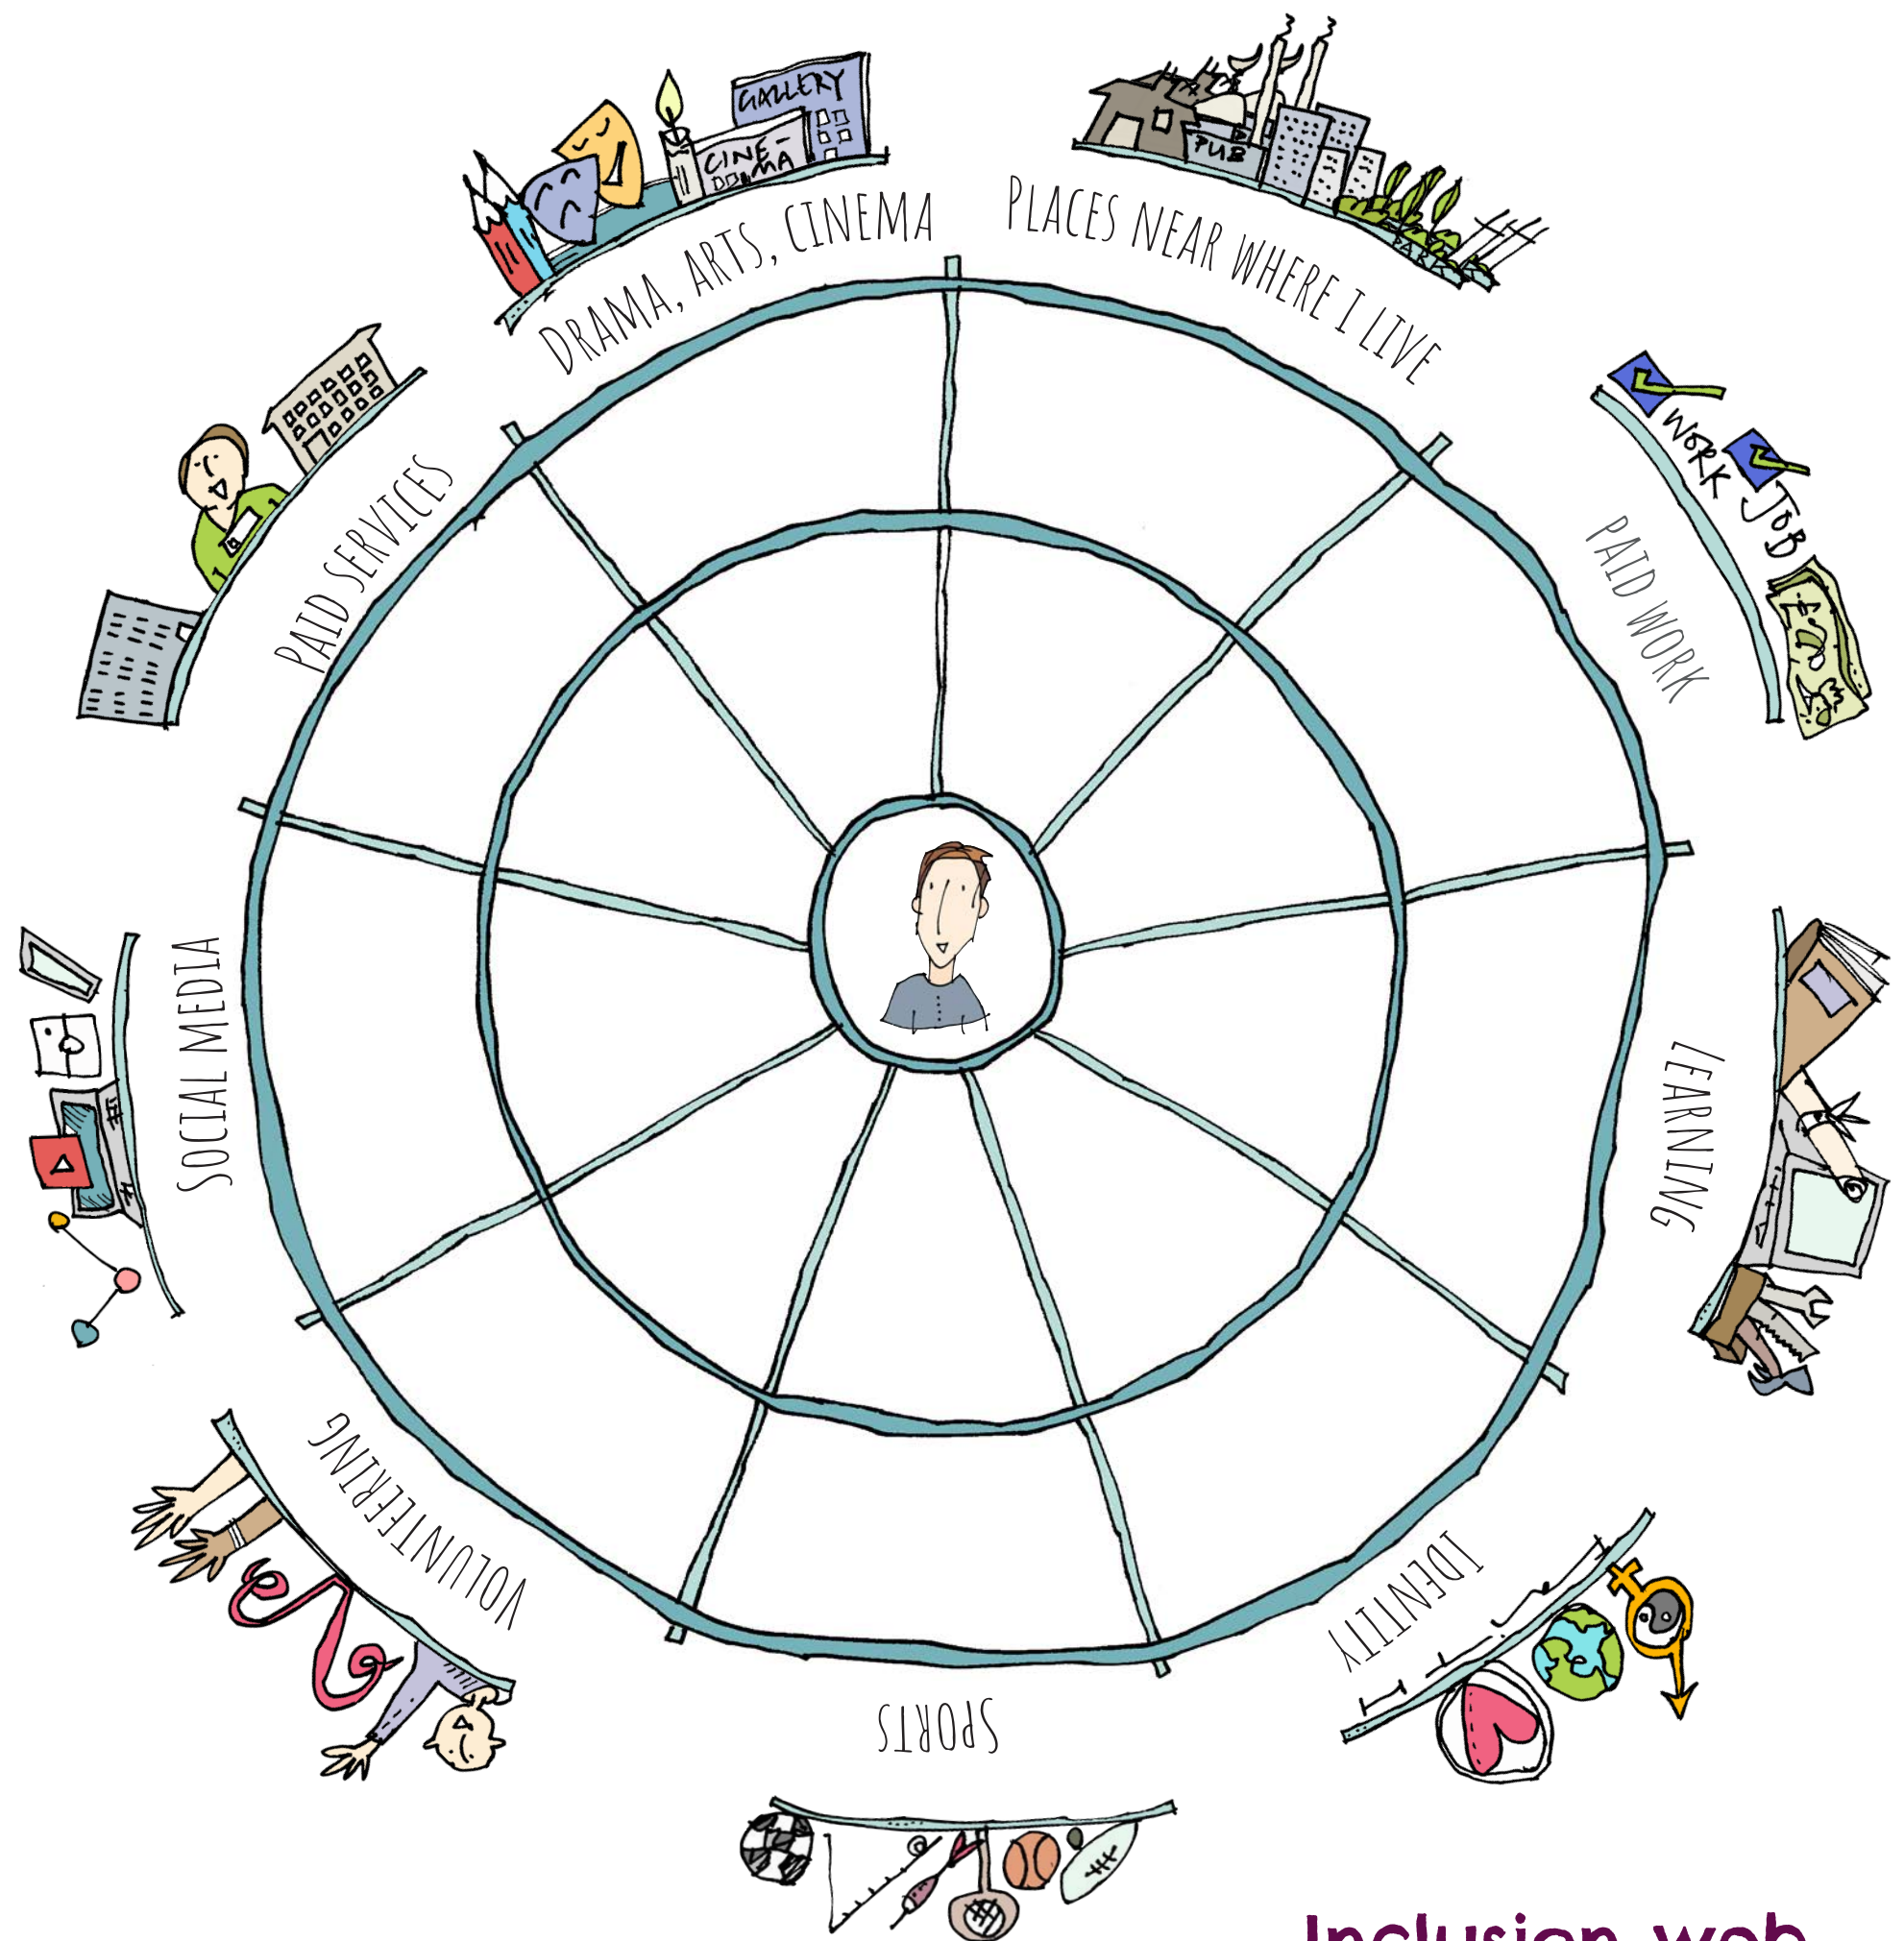 GALLERY
CINE-
MA
PUB
DRAMA, ARTS, CINEMA
PLACES NEAR WHERE I LIVE
WORK
JOB
PAID SERVICES
PAID WORK
SOCIAL MEDIA
LEARNING
VOLUNTEERING
IDENTITY
SPORTS
Inclusion web